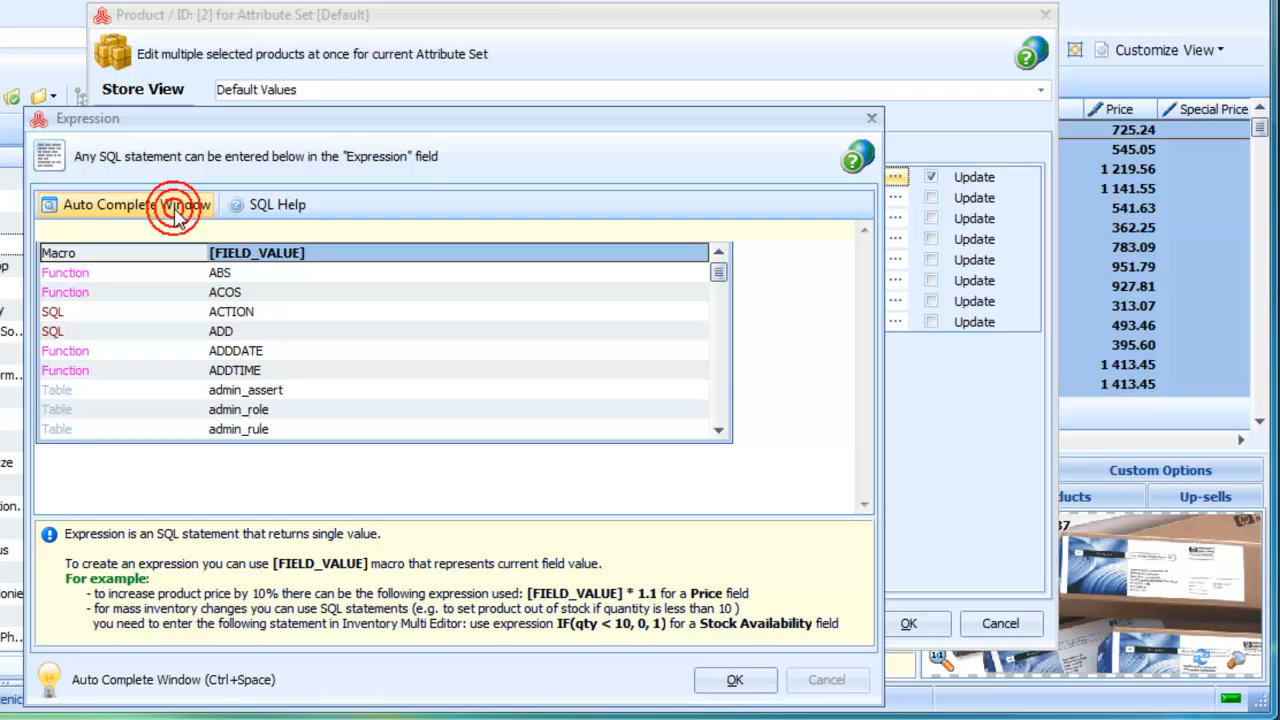 Product / ID: [2] for Attribute Set [Default]
Edit multiple selected products at once for current Attribute Set
Customize View
Store View
Default Values
Price
Special Price
Expression
Any SQL statement can be entered below in the "Expression" field
Auto Complete Window
SQL Help
Macro [FIELD_VALUE]
Function ABS
Function ACOS
SQL ACTION
SQL ADD
Function ADDDATE
Function ADDTIME
Table admin_assert
Table admin_role
Table admin_rule
Update
Update
Update
Update
Update
Update
Update
Update
725.24
545.05
1 219.56
1 141.55
541.63
362.25
783.09
951.79
927.81
313.07
493.46
395.60
1 413.45
1 413.45
Custom Options
ducts
Up-sells
Expression is an SQL statement that returns single value.
To create an expression you can use [FIELD_VALUE] macro that represents current field value.
For example:
- to increase product price by 10% there can be the following expression used: [FIELD_VALUE] * 1.1 for a Price field
- for mass inventory changes you can use SQL statements (e.g. to set product out of stock if quantity is less than 10 )
you need to enter the following statement in Inventory Multi Editor: use expression IF(qty < 10, 0, 1) for a Stock Availability field
OK
Cancel
Auto Complete Window (Ctrl+Space)
OK
Cancel